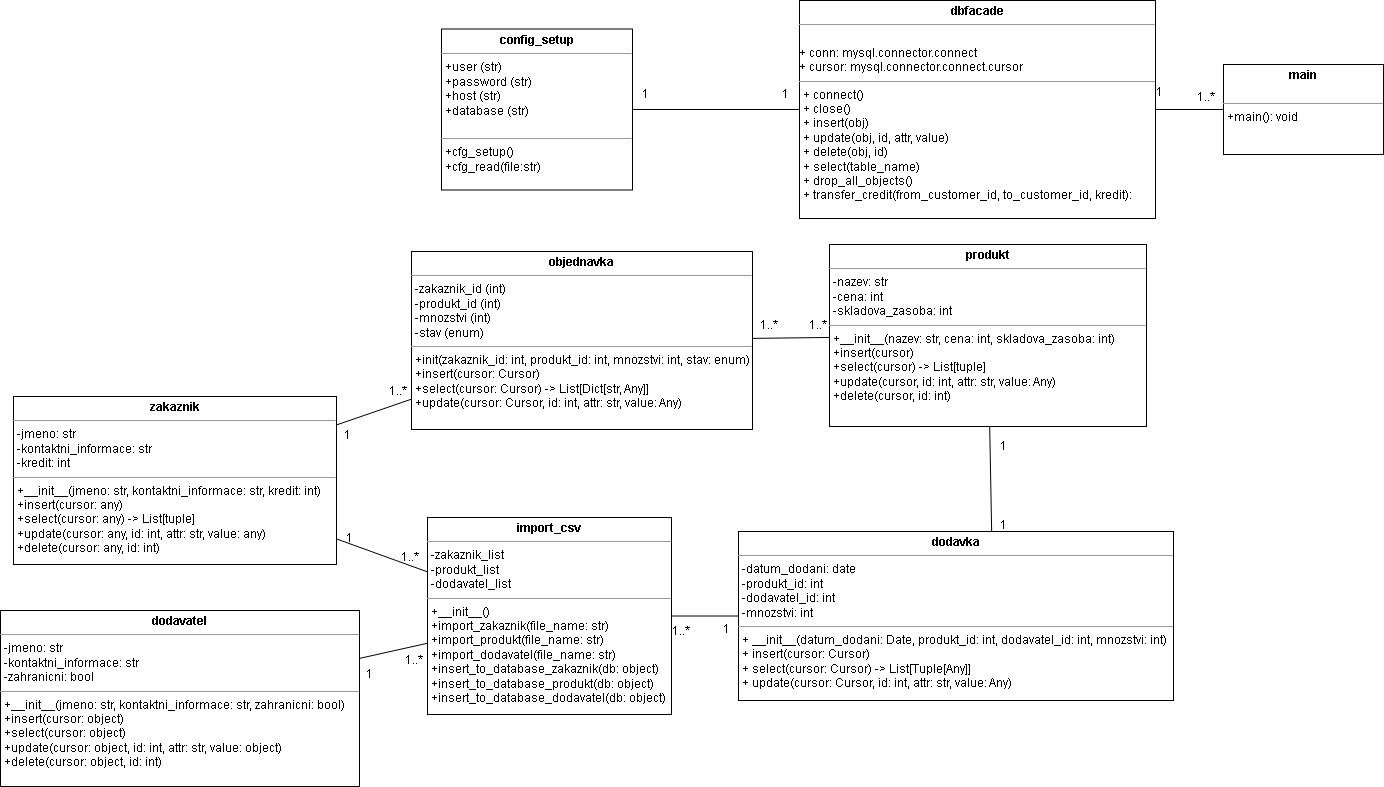 config_setup
+user (str)
+password (str)
+host (str)
+database (str)
+cfg_setup()
+cfg_read(file:str)
1
1
dbfacade
+ conn: mysql.connector.connect
+ cursor: mysql.connector.connect.cursor
+ connect()
+ close()
+ insert(obj)
+ update(obj, id, attr, value)
+ delete(obj, id)
+ select(table_name)
+ drop_all_objects()
+ transfer_credit(from_customer_id, to_customer_id, kredit):
1
1..*
main
+main(): void
objednavka
-zakaznik_id (int)
-produkt_id (int)
-mnozstvi (int)
-stav (enum)
+init(zakaznik_id: int, produkt_id: int, mnozstvi: int, stav: enum)
+insert(cursor: Cursor)
+select(cursor: Cursor) -> List[Dict[str, Any]]
+update(cursor: Cursor, id: int, attr: str, value: Any)
1..*
1..*
produkt
-nazev: str
-cena: int
-skladova_zasoba: int
+__init__(nazev: str, cena: int, skladova_zasoba: int)
+insert(cursor)
+select(cursor) -> List[tuple]
+update(cursor, id: int, attr: str, value: Any)
+delete(cursor, id: int)
zakaznik
-jmeno: str
-kontaktni_informace: str
-kredit: int
+__init__(jmeno: str, kontaktni_informace: str, kredit: int)
+insert(cursor: any)
+select(cursor: any) -> List[tuple]
+update(cursor: any, id: int, attr: str, value: any)
+delete(cursor: any, id: int)
1
1..*
1
1..*
import_csv
-zakaznik_list
-produkt_list
-dodavatel_list
+__init__()
+import_zakaznik(file_name: str)
+import_produkt(file_name: str)
+import_dodavatel(file_name: str)
+insert_to_database_zakaznik(db: object)
+insert_to_database_produkt(db: object)
+insert_to_database_dodavatel(db: object)
1..*
1
1
1
dodavka
-datum_dodani: date
-produkt_id: int
-dodavatel_id: int
-mnozstvi: int
+ __init__(datum_dodani: Date, produkt_id: int, dodavatel_id: int, mnozstvi: int)
+ insert(cursor: Cursor)
+ select(cursor: Cursor) -> List[Tuple[Any]]
+ update(cursor: Cursor, id: int, attr: str, value: Any)
dodavatel
-jmeno: str
-kontaktni_informace: str
-zahranicni: bool
+__init__(jmeno: str, kontaktni_informace: str, zahranicni: bool)
+insert(cursor: object)
+select(cursor: object)
+update(cursor: object, id: int, attr: str, value: object)
+delete(cursor: object, id: int)
1
1..*